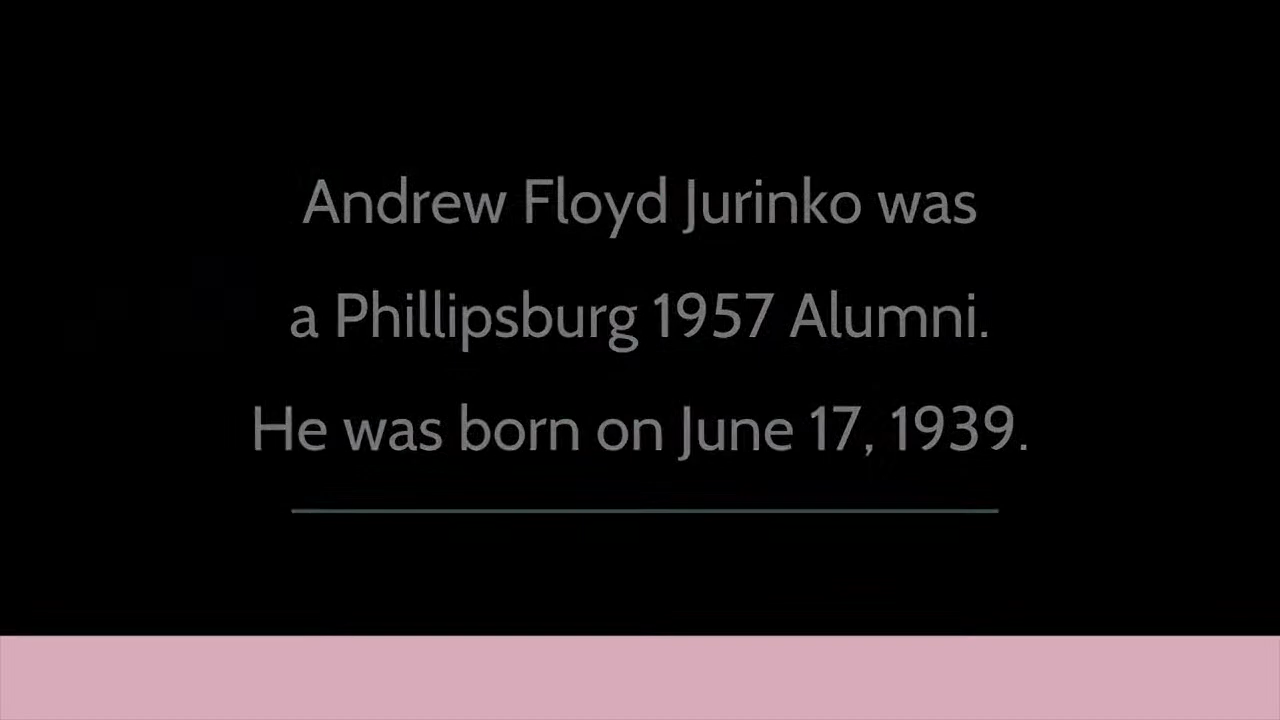 Andrew Floyd Jurinko was
a Phillipsburg 1957 Alumni.
He was born on June 17, 1939.